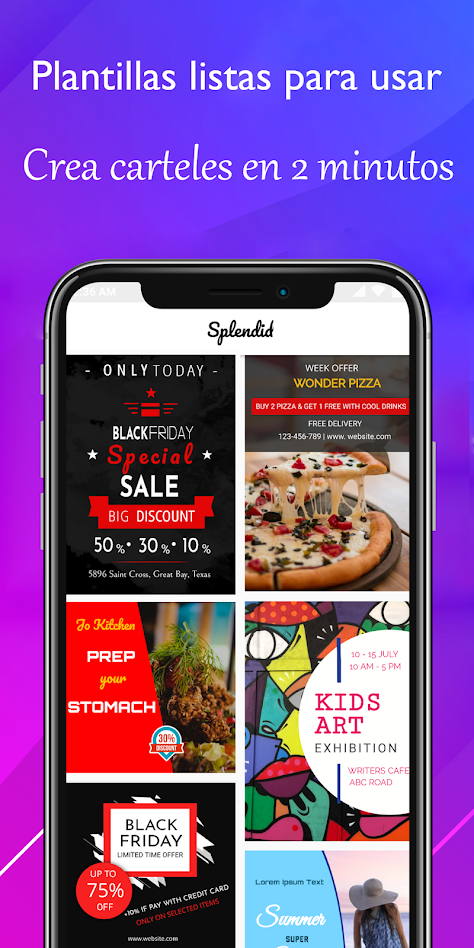 Plantillas listas para usar
Crea carteles en 2 minutos
:36 AM
Splendid
- ONLY TODAY -
BLACKFRIDAY
Special
SALE
BIG DISCOUNT
50%• 30%• 10%
5896 Saint Cross, Great Bay, Texas
WEEK OFFER
WONDER PIZZA
BUY 2 PIZZA & GET 1 FREE WITH COOL DRINKS
FREE DELIVERY
123-456-789 | www. website.com
Jo Kitchen
PREP
your
STOMACH
30%
DISCOUNT
10 - 15 JULY
10 AM - 5 PM
KIDS
ART
EXHIBITION
WRITERS CAFE
ABC ROAD
BLACK
FRIDAY
LIMITED TIME OFFER
UP TO
75%
OFF
+10% IF PAY WITH CREDIT CARD
ONLY ON SELECTED ITEMS
www.website.com
Lorem Ipsum Text
Summer
SUPER